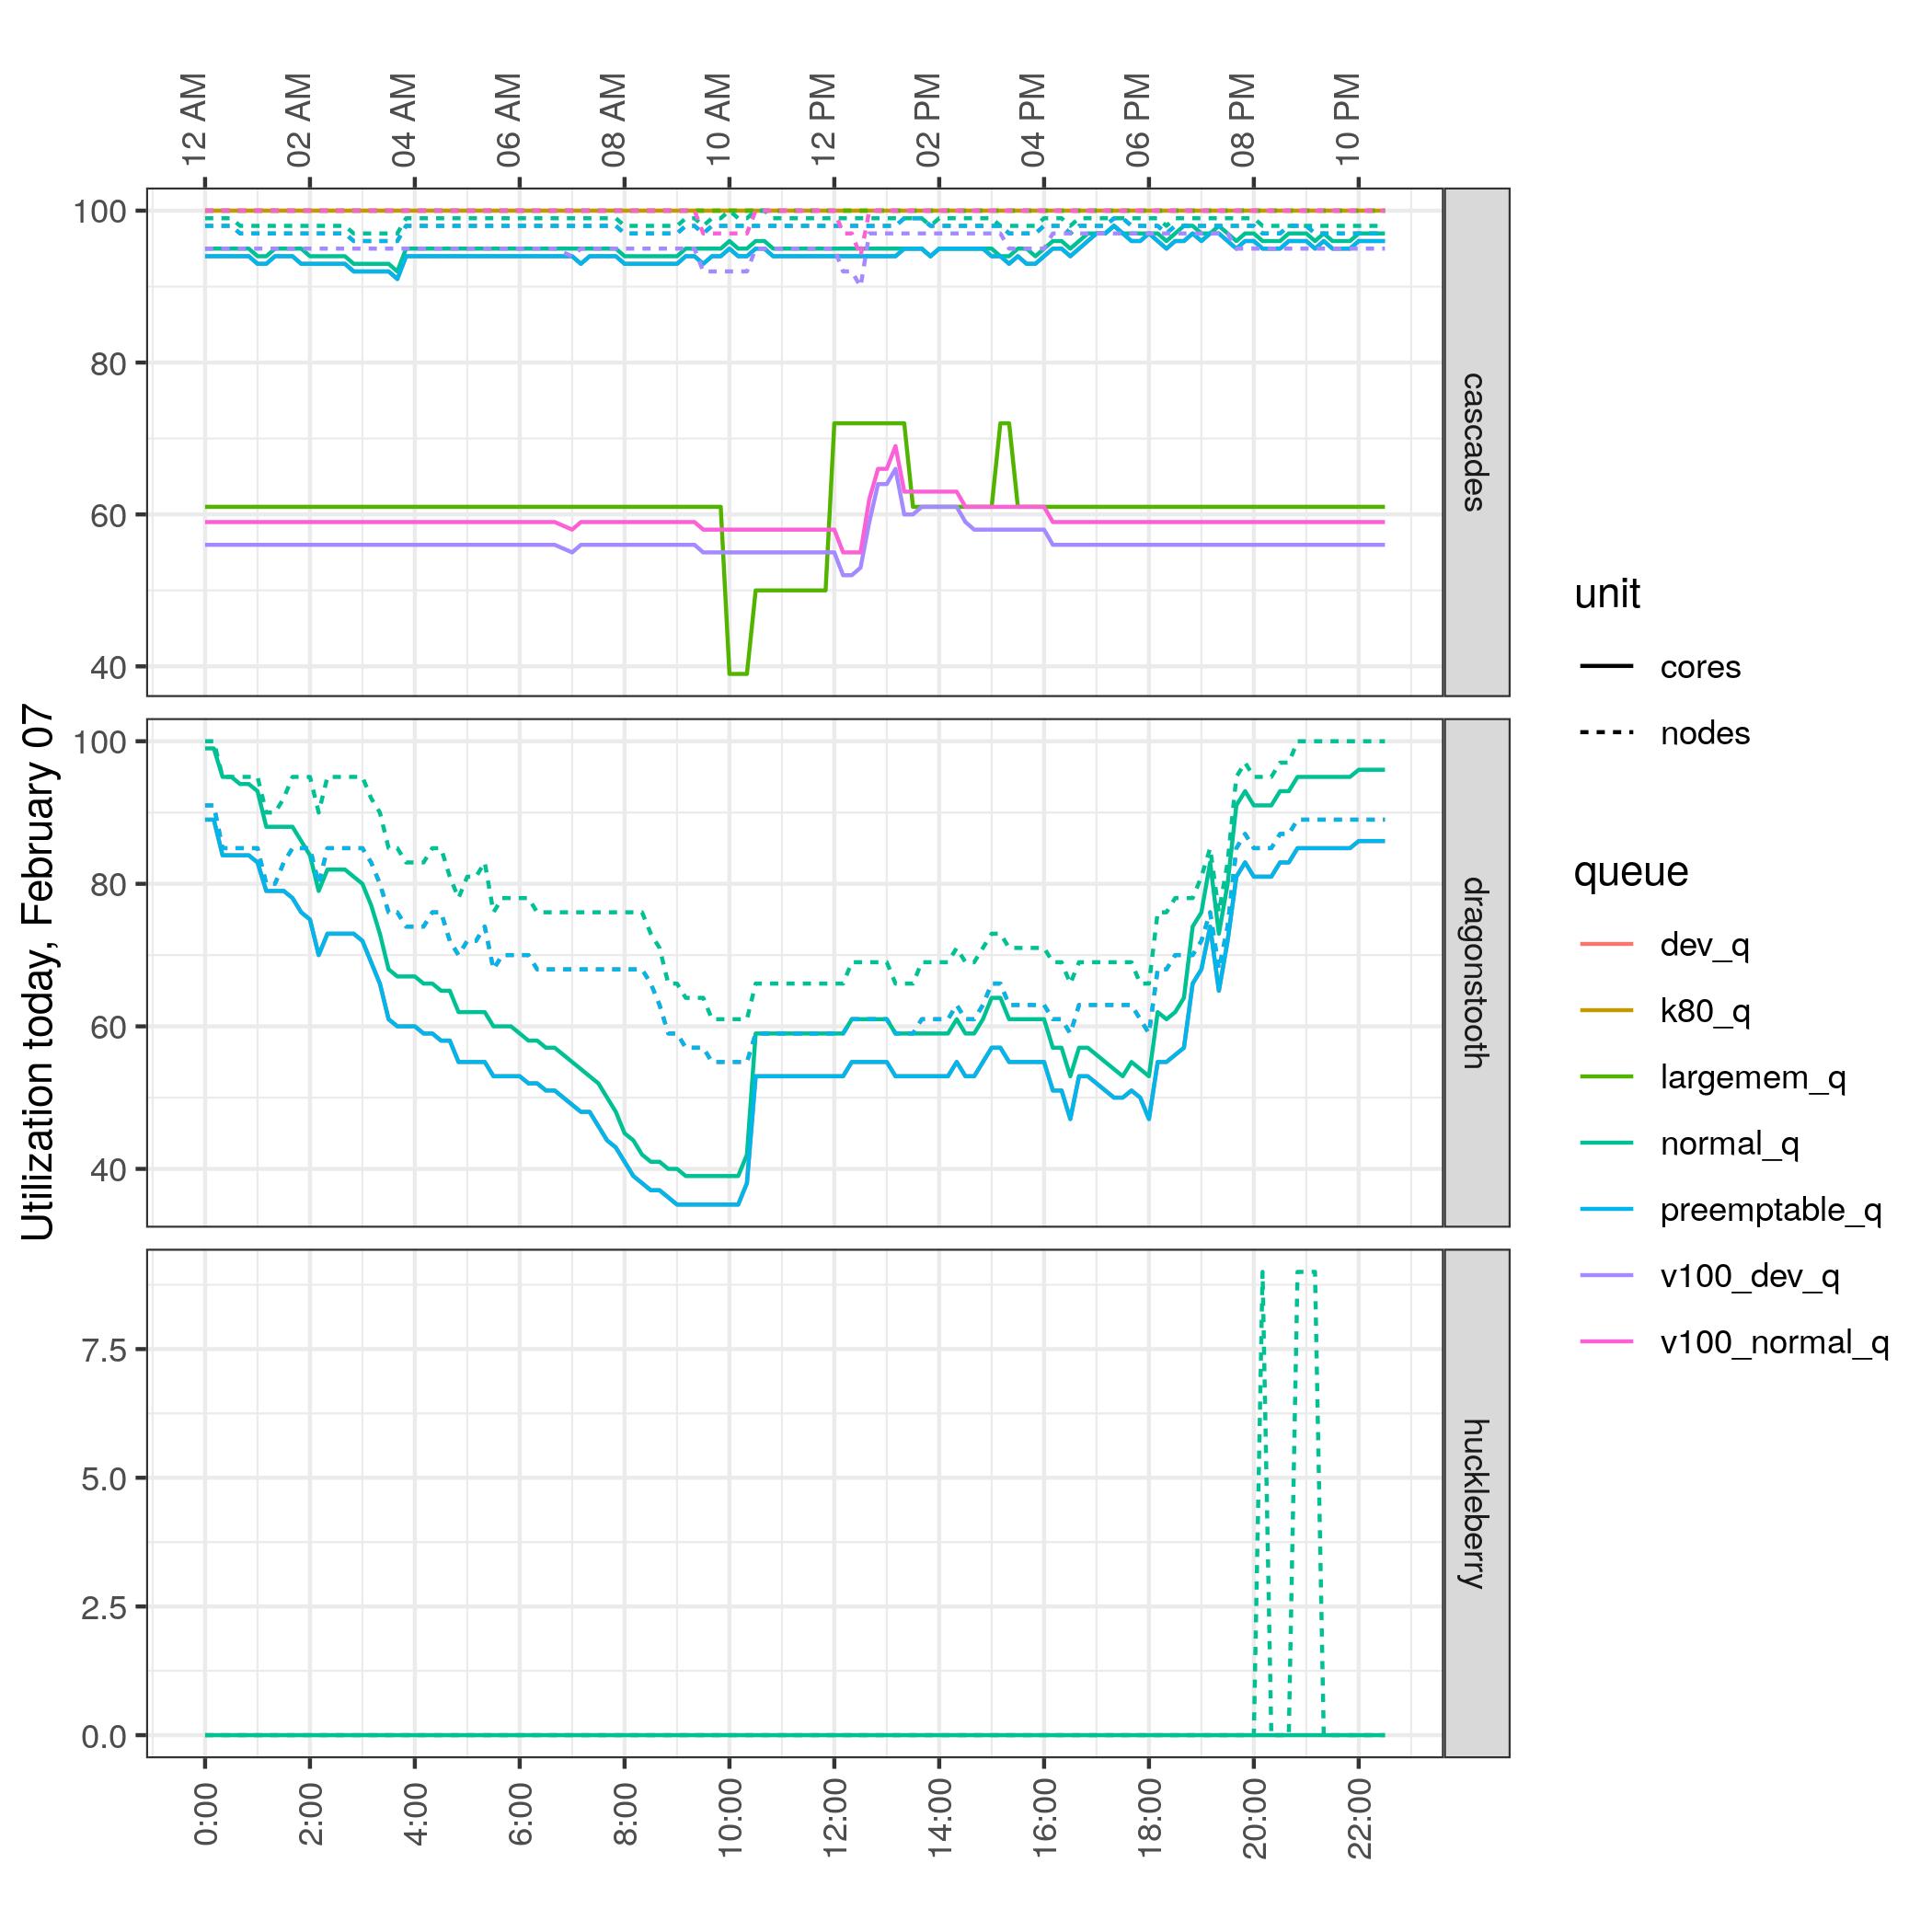 12 AM
02 AM
04 AM
06 AM
08 AM
10 AM
12 PM
02 PM
04 PM
06 PM
08 PM
10 PM
Utilization today, February 07
100
80
60
40
cascades
100
80
60
40
dragonstooth
7.5
5.0
2.5
0.0
huckleberry
0:00
2:00
4:00
6:00
8:00
10:00
12:00
14:00
16:00
18:00
20:00
22:00
unit
cores
nodes
queue
dev_q
k80_q
largemem_q
normal_q
preemptable_q
v100_dev_q
v100_normal_q